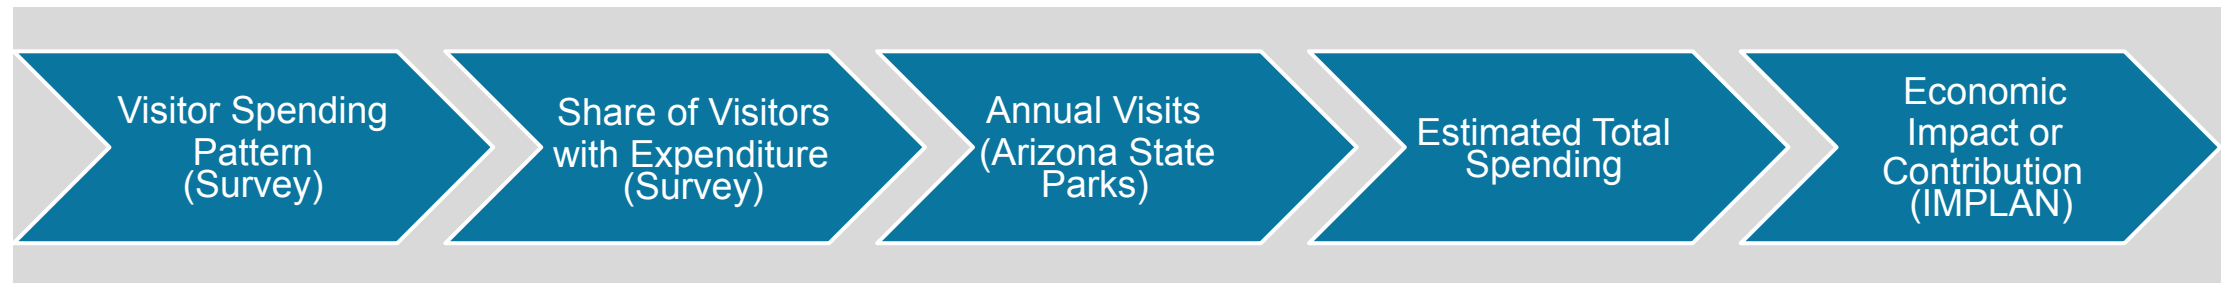 Visitor Spending
Pattern
(Survey)
Share of Visitors
with Expenditure
(Survey)
Annual Visits
(Arizona State
Parks)
Estimated Total
Spending
Economic
Impact or
Contribution
(IMPLAN)